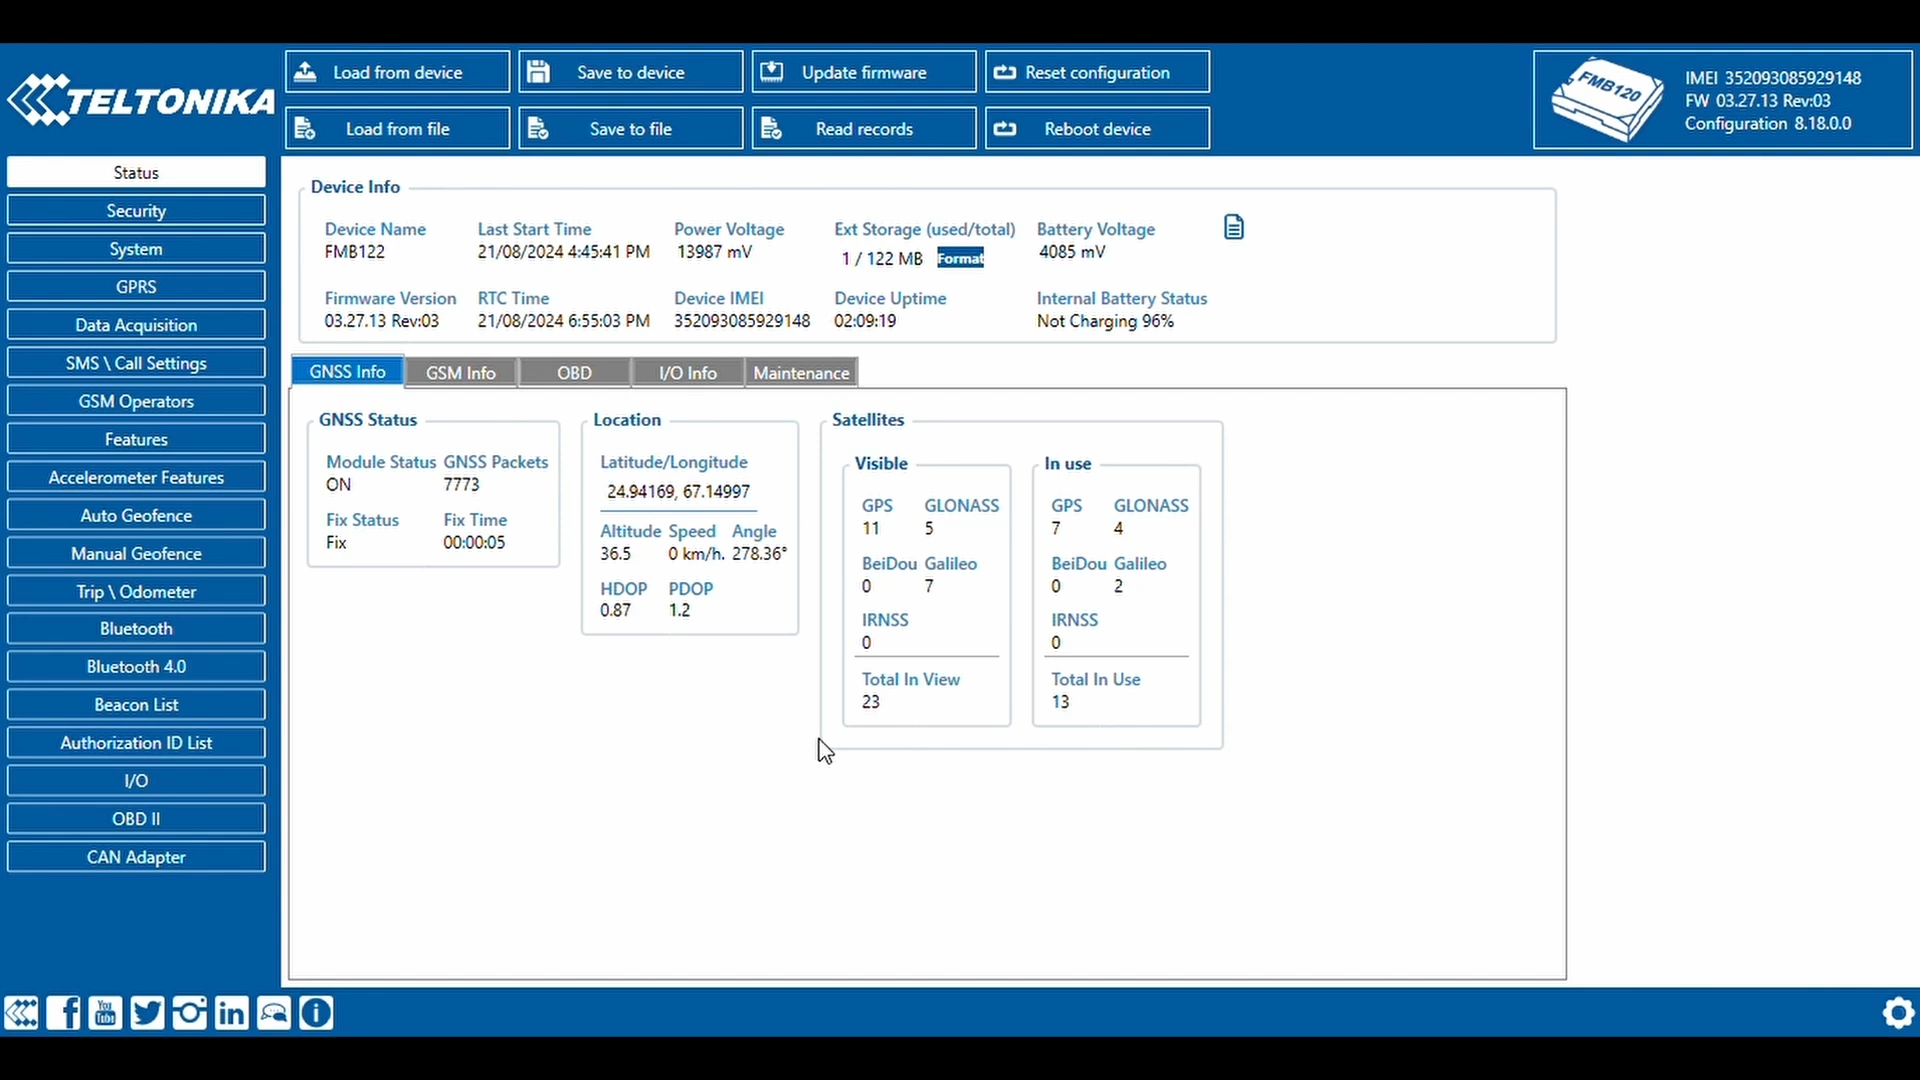 TELTONIKA
Load from device
Save to device
Update firmware
Reset configuration
Load from file
Save to file
Read records
Reboot device
FMB120
IMEI 352093085929148
FW 03.27.13 Rev:03
Configuration 8.18.0.0
Status
Security
System
GPRS
Data Acquisition
SMS \ Call Settings
GSM Operators
Features
Accelerometer Features
Auto Geofence
Manual Geofence
Trip \ Odometer
Bluetooth
Bluetooth 4.0
Beacon List
Authorization ID List
I/O
OBD II
CAN Adapter
Device Info
Device Name Last Start Time Power Voltage Ext Storage (used/total) Battery Voltage
FMB122 21/08/2024 4:45:41 PM 13987 mV 1 / 122 MB Format 4085 mV
Firmware Version RTC Time Device IMEI Device Uptime Internal Battery Status
03.27.13 Rev:03 21/08/2024 6:55:03 PM 352093085929148 02:09:19 Not Charging 96%
GNSS Info GSM Info OBD I/O Info Maintenance
GNSS Status
Module Status GNSS Packets
ON 7773
Fix Status Fix Time
Fix 00:00:05
Location
Latitude/Longitude
24.94169, 67.14997
Altitude Speed Angle
36.5 0 km/h. 278.36°
HDOP PDOP
0.87 1.2
Satellites
Visible
GPS GLONASS
11 5
BeiDou Galileo
0 7
IRNSS
0
Total In View
23
In use
GPS GLONASS
7 4
BeiDou Galileo
0 2
IRNSS
0
Total In Use
13
You
Tube
in